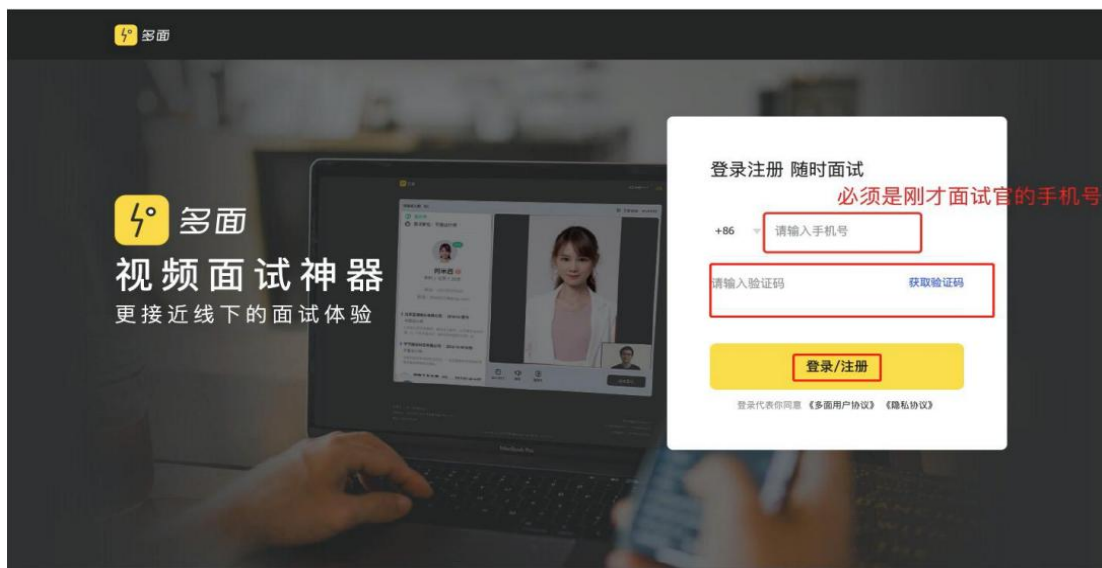 多面
多面
视频面试神器
更接近线下的面试体验
登录注册 随时面试
必须是刚才面试官的手机号
+86 请输入手机号
请输入验证码 获取验证码
登录/注册
登录代表你同意 《多面用户协议》 《隐私协议》
MacBook Pro